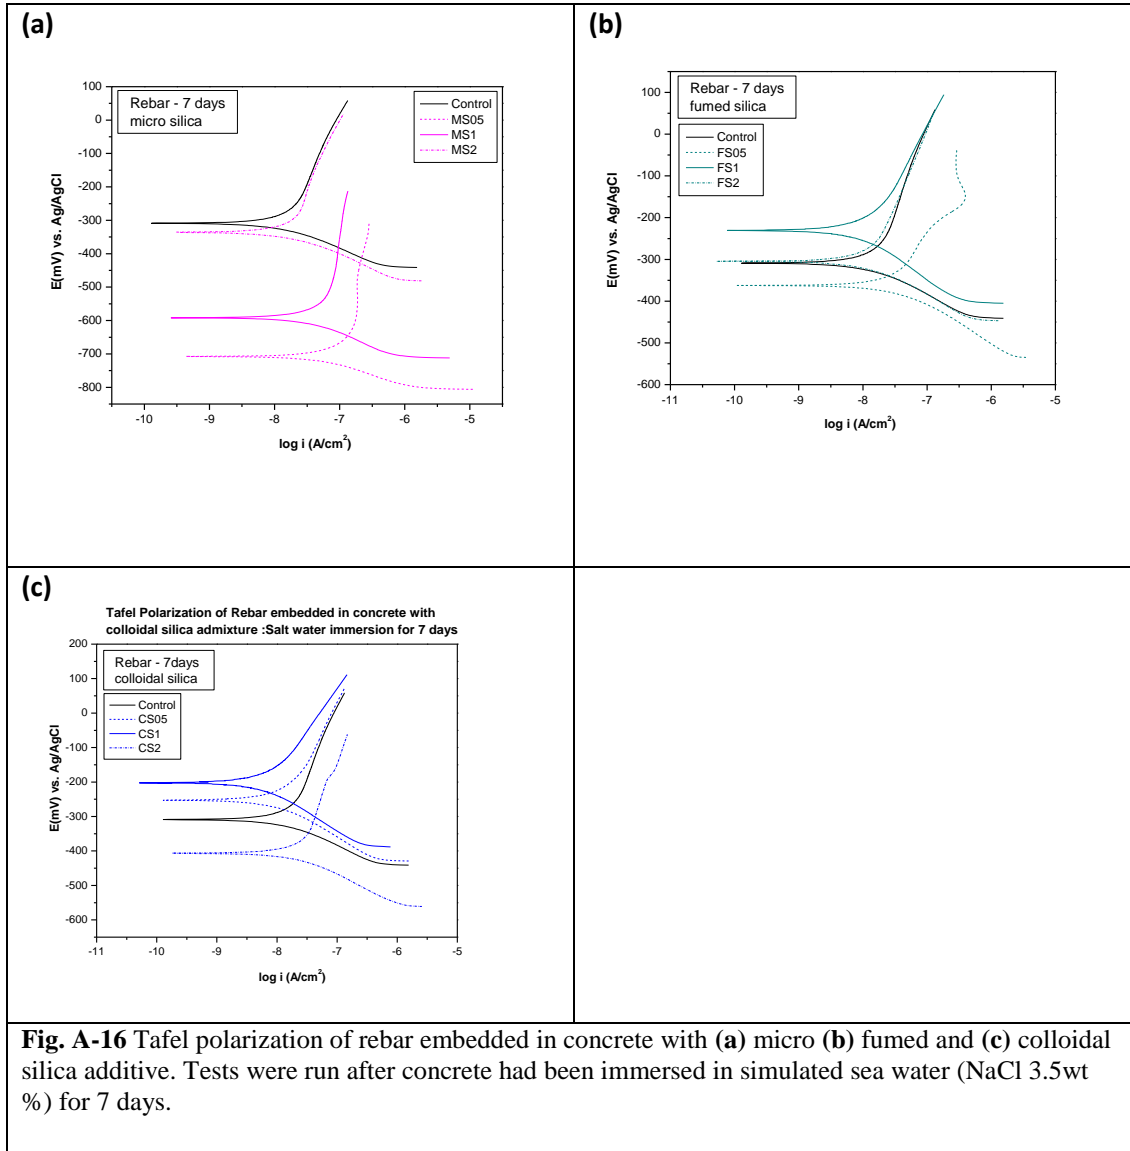 (a)
Rebar - 7 days
micro silica
Control
MS05
MS1
MS2
100
0
-100
-200
-300
-400
-500
-600
-700
-800
E(mV) vs. Ag/AgCl
-10
-9
-8
-7
-6
-5
log i (A/cm²)
(b)
Rebar - 7 days
fumed silica
Control
FS05
FS1
FS2
100
0
-100
-200
-300
-400
-500
-600
E(mV) vs. Ag/AgCl
-11
-10
-9
-8
-7
-6
-5
log i (A/cm²)
(c)
Tafel Polarization of Rebar embedded in concrete with
colloidal silica admixture :Salt water immersion for 7 days
Rebar - 7days
colloidal silica
Control
CS05
CS1
CS2
200
100
0
-100
-200
-300
-400
-500
-600
E(mV) vs. Ag/AgCl
-11
-10
-9
-8
-7
-6
-5
log i (A/cm²)
Fig. A-16 Tafel polarization of rebar embedded in concrete with (a) micro (b) fumed and (c) colloidal
silica additive. Tests were run after concrete had been immersed in simulated sea water (NaCl 3.5wt
%) for 7 days.